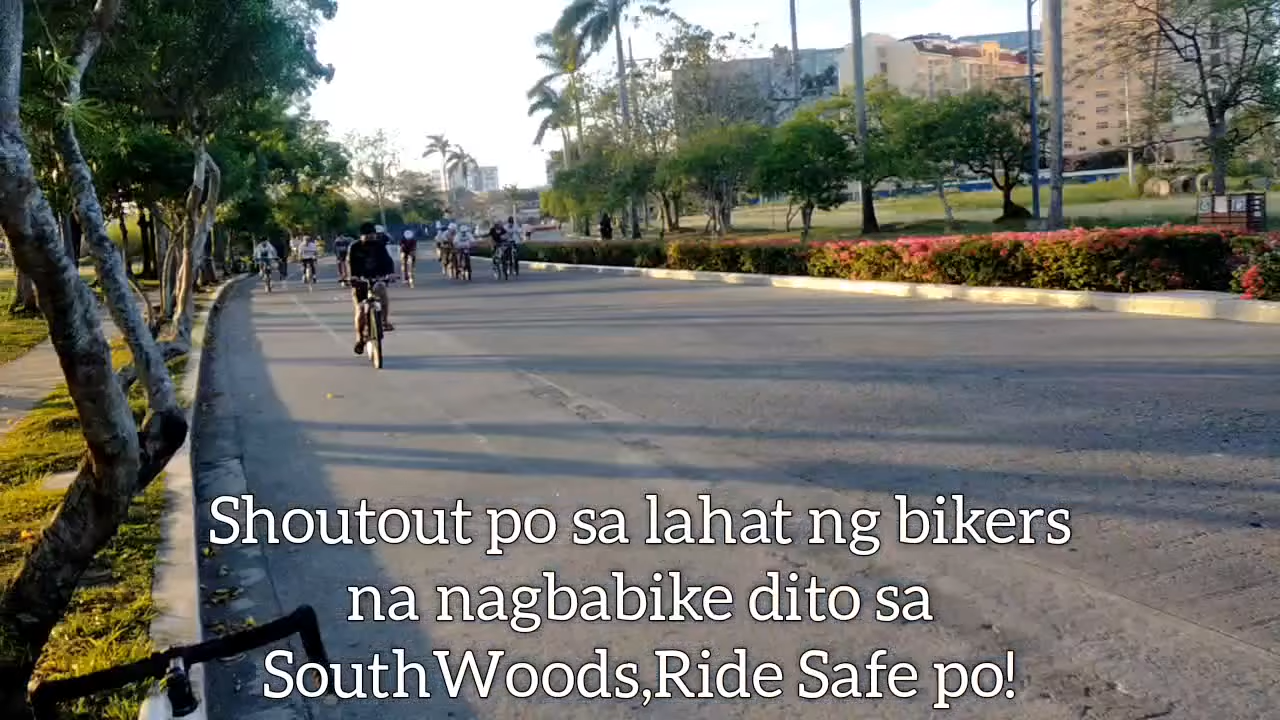 Shoutout po sa lahat ng bikers
na nagbabike dito sa
SouthWoods,Ride Safe po!